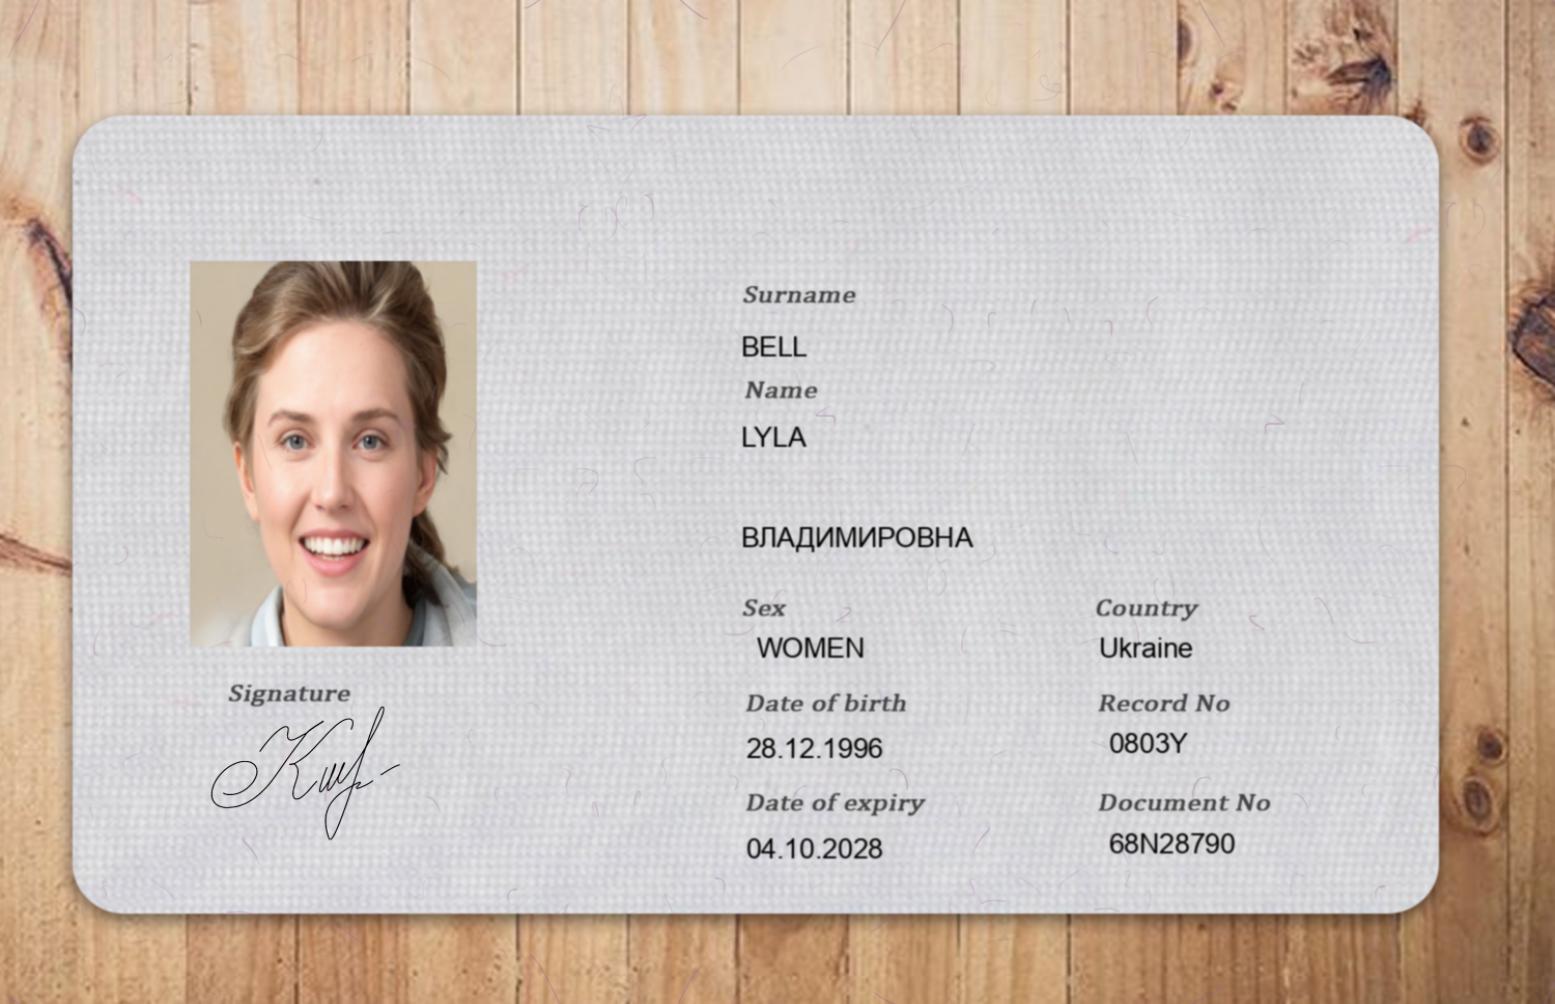 Surname
BELL
Name
LYLA
ВЛАДИМИРОВНА
Sex
Country
WOMEN
Ukraine
Date of birth
Record No
28.12.1996
0803Y
Date of expiry
Document No
04.10.2028
68N28790
Signature